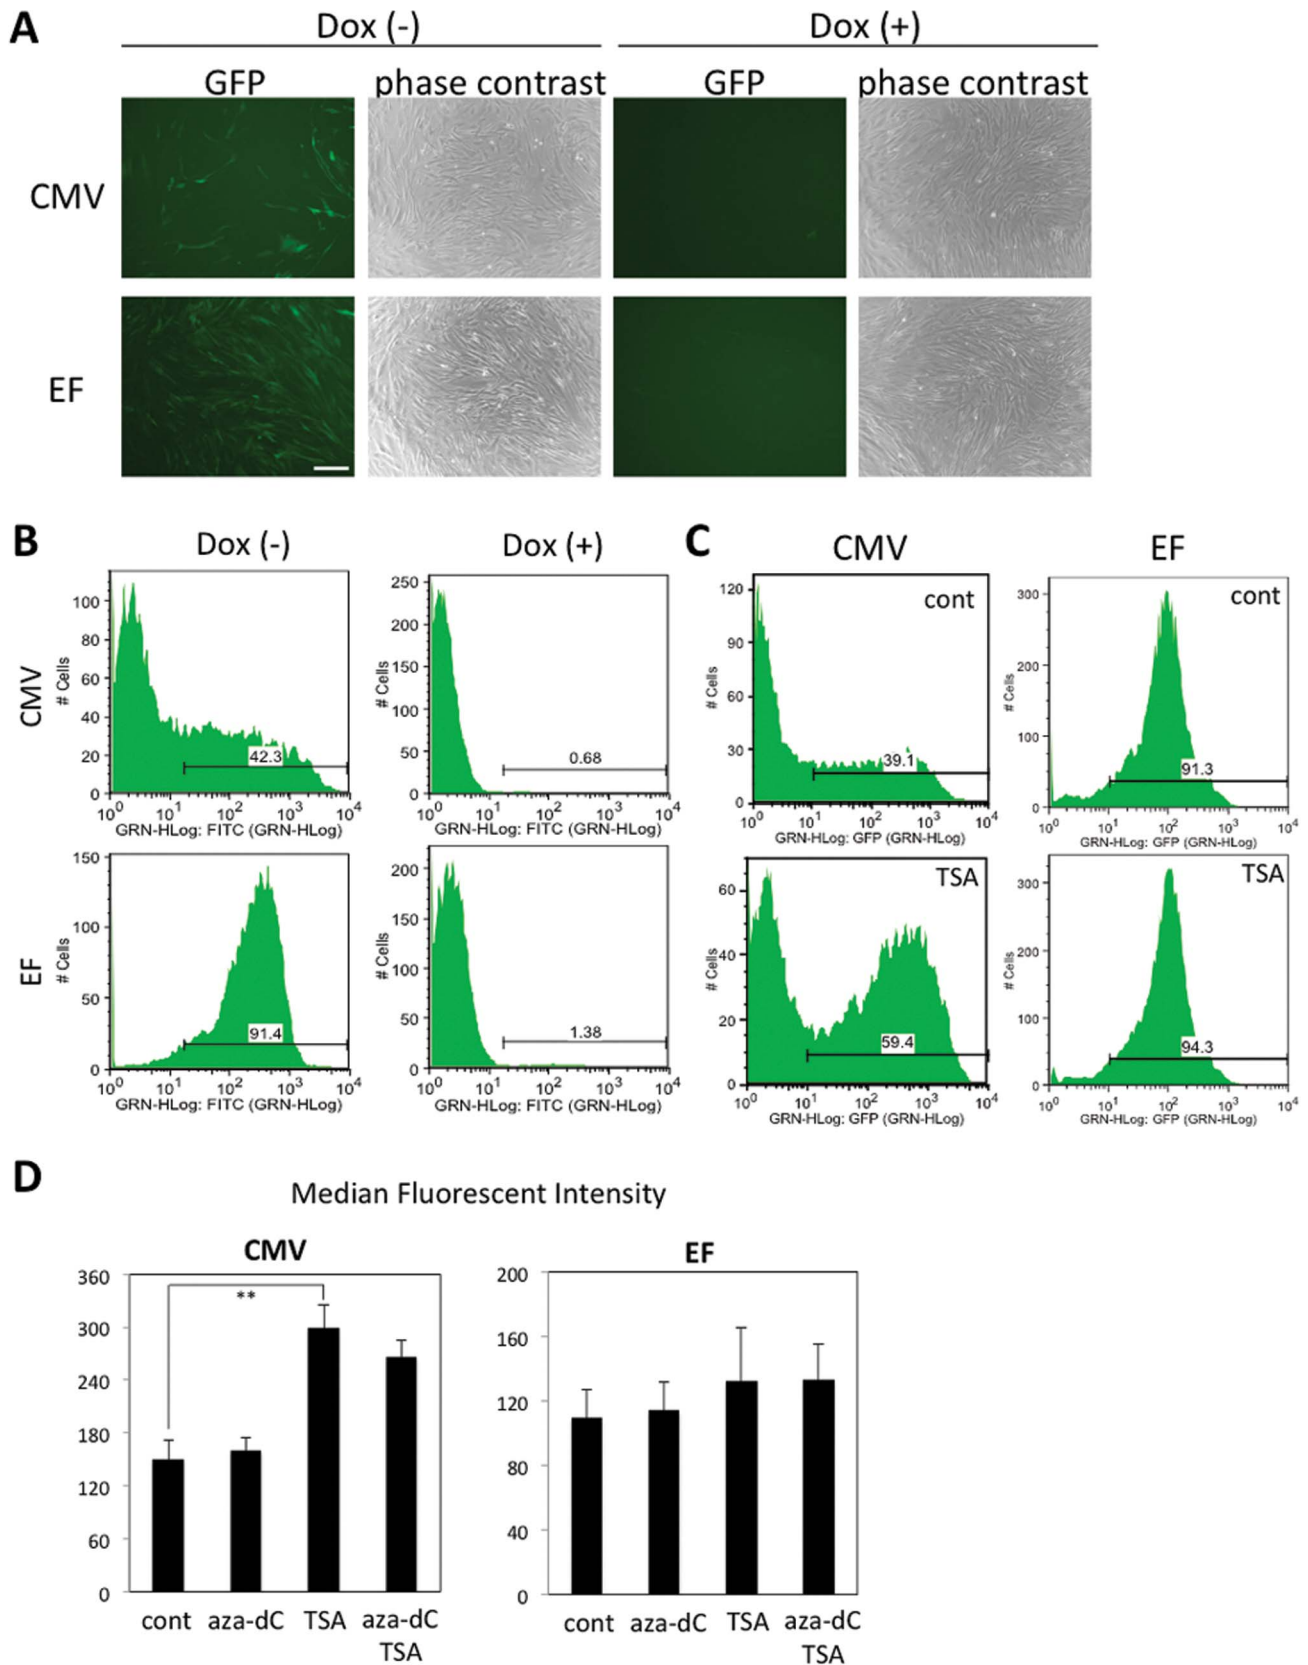 A
Dox (-)
Dox (+)
GFP
phase contrast
GFP
phase contrast
CMV
EF
B
Dox (-)
Dox (+)
CMV
# Cells
100
80
60
40
20
0
42.3
10^0 10^1 10^2 10^3 10^4
GRN-HLog: FITC (GRN-HLog)
# Cells
250
200
150
100
50
0
0.68
10^0 10^1 10^2 10^3 10^4
GRN-HLog: FITC (GRN-HLog)
EF
# Cells
150
100
50
0
91.4
10^0 10^1 10^2 10^3 10^4
GRN-HLog: FITC (GRN-HLog)
# Cells
200
150
100
50
0
1.38
10^0 10^1 10^2 10^3 10^4
GRN-HLog: FITC (GRN-HLog)
C
CMV
EF
# Cells
120
90
60
30
0
cont
39.1
10^0 10^1 10^2 10^3 10^4
GRN-HLog: GFP (GRN-HLog)
# Cells
300
200
100
0
cont
91.3
10^0 10^1 10^2 10^3 10^4
GRN-HLog: GFP (GRN-HLog)
# Cells
60
40
20
0
TSA
59.4
10^0 10^1 10^2 10^3 10^4
GRN-HLog: GFP (GRN-HLog)
# Cells
300
200
100
0
TSA
94.3
10^0 10^1 10^2 10^3 10^4
GRN-HLog: GFP (GRN-HLog)
D
Median Fluorescent Intensity
CMV
360
300
240
180
120
60
0
**
cont aza-dC TSA aza-dC
TSA
EF
200
160
120
80
40
0
cont aza-dC TSA aza-dC
TSA